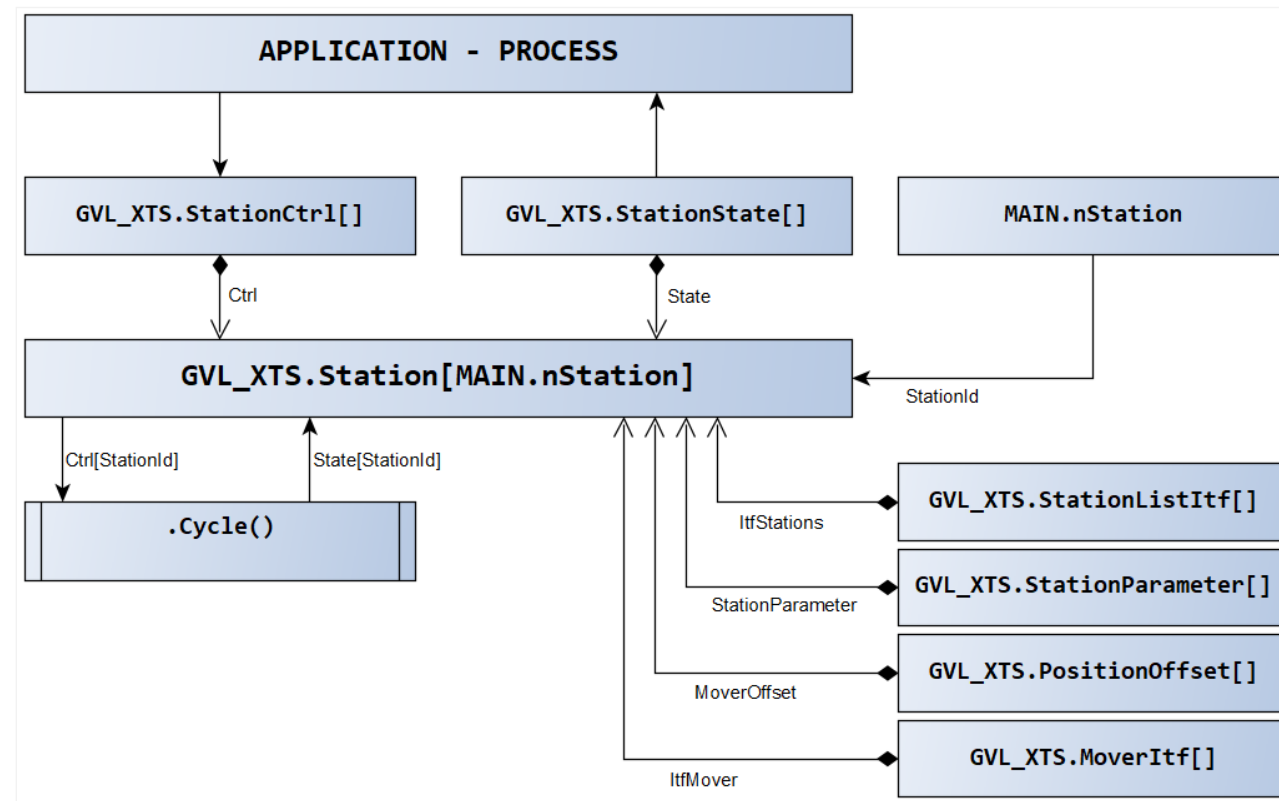 APPLICATION - PROCESS
GVL_XTS.StationCtrl[]
GVL_XTS.StationState[]
MAIN.nStation
Ctrl
State
GVL_XTS.Station[MAIN.nStation]
StationId
Ctrl[StationId]
State[StationId]
.Cycle()
GVL_XTS.StationListItf[]
ItfStations
GVL_XTS.StationParameter[]
StationParameter
GVL_XTS.PositionOffset[]
MoverOffset
GVL_XTS.MoverItf[]
ItfMover